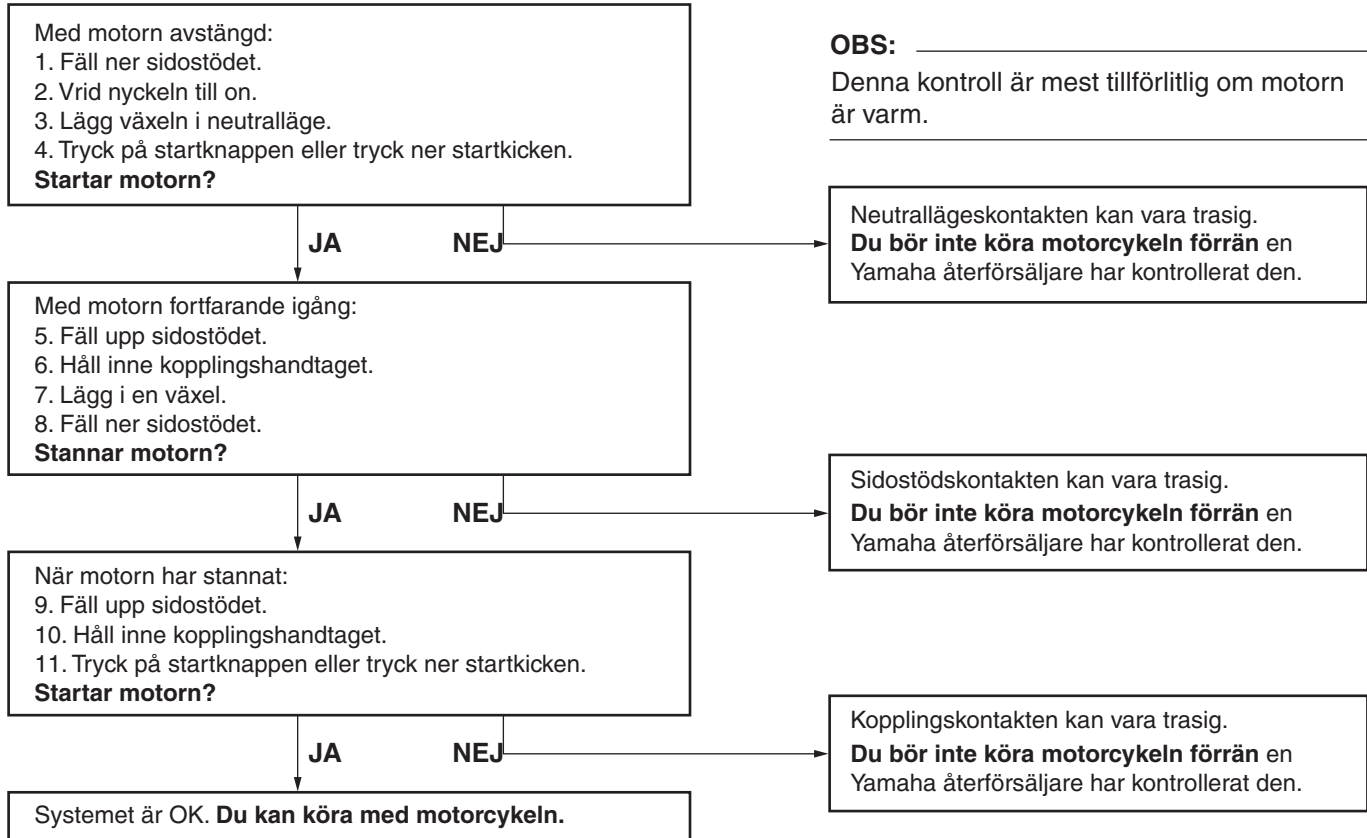 Med motorn avstängd:
1. Fäll ner sidostödet.
2. Vrid nyckeln till on.
3. Lägg växeln i neutralläge.
4. Tryck på startknappen eller tryck ner startkicken.
Startar motorn?
OBS:
Denna kontroll är mest tillförlitlig om motorn
är varm.
JA
NEJ
Neutrallägeskontakten kan vara trasig.
Du bör inte köra motorcykeln förrän en
Yamaha återförsäljare har kontrollerat den.
Med motorn fortfarande igång:
5. Fäll upp sidostödet.
6. Håll inne kopplingshandtaget.
7. Lägg i en växel.
8. Fäll ner sidostödet.
Stannar motorn?
JA
NEJ
Sidostödskontakten kan vara trasig.
Du bör inte köra motorcykeln förrän en
Yamaha återförsäljare har kontrollerat den.
När motorn har stannat:
9. Fäll upp sidostödet.
10. Håll inne kopplingshandtaget.
11. Tryck på startknappen eller tryck ner startkicken.
Startar motorn?
JA
NEJ
Kopplingskontakten kan vara trasig.
Du bör inte köra motorcykeln förrän en
Yamaha återförsäljare har kontrollerat den.
Systemet är OK. Du kan köra med motorcykeln.